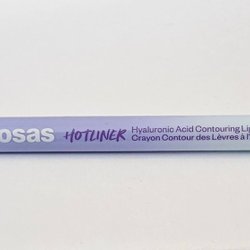 osas HOTLINER Hyaluronic Acid Contouring Li
Crayon Contour des Lèvres à l'